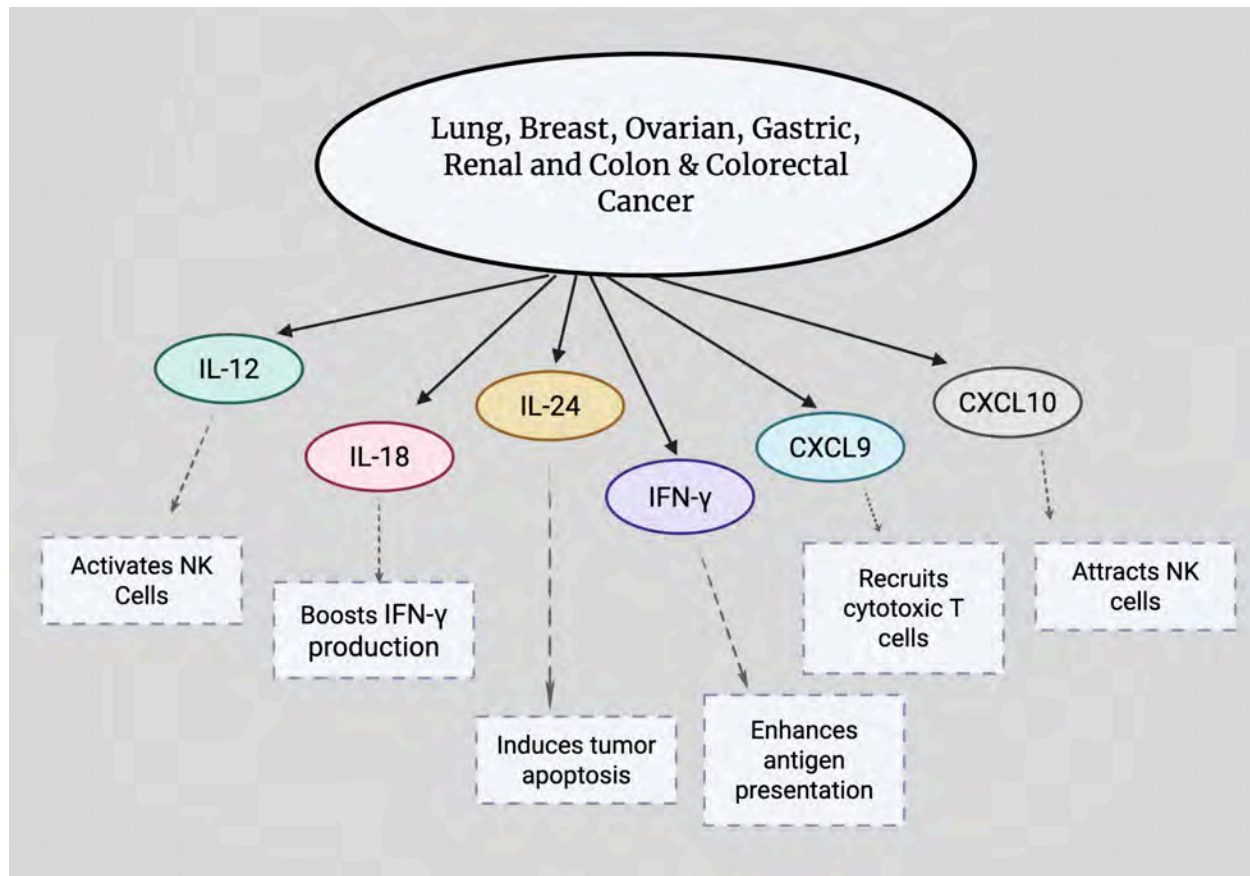 Lung, Breast, Ovarian, Gastric,
Renal and Colon & Colorectal
Cancer
IL-12
IL-18
IL-24
IFN-γ
CXCL9
CXCL10
Activates NK
Cells
Boosts IFN-γ
production
Induces tumor
apoptosis
Enhances
antigen
presentation
Recruits
cytotoxic T
cells
Attracts NK
cells